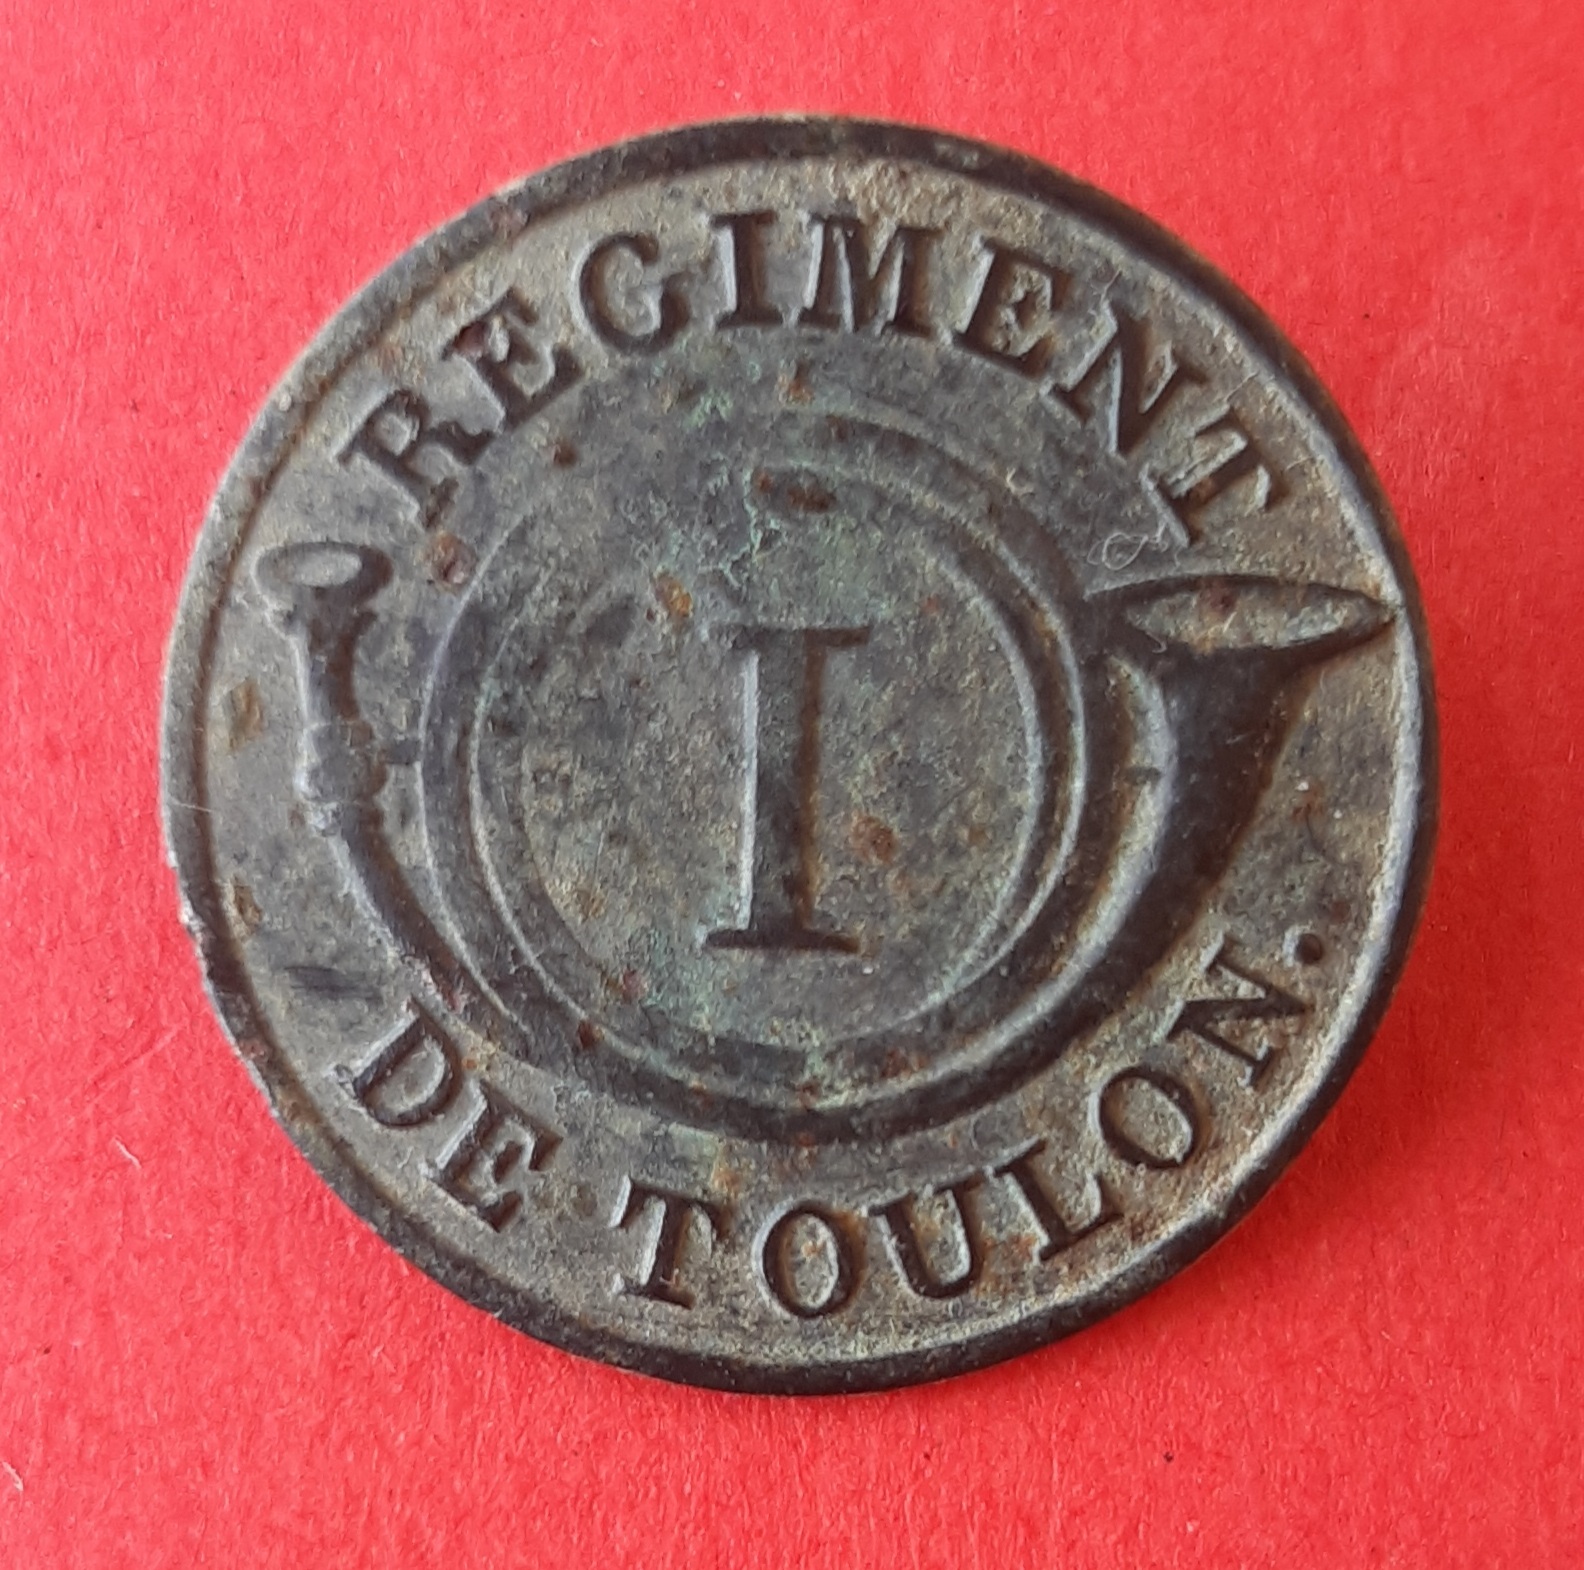 REGIMENT
I
DE TOULON.